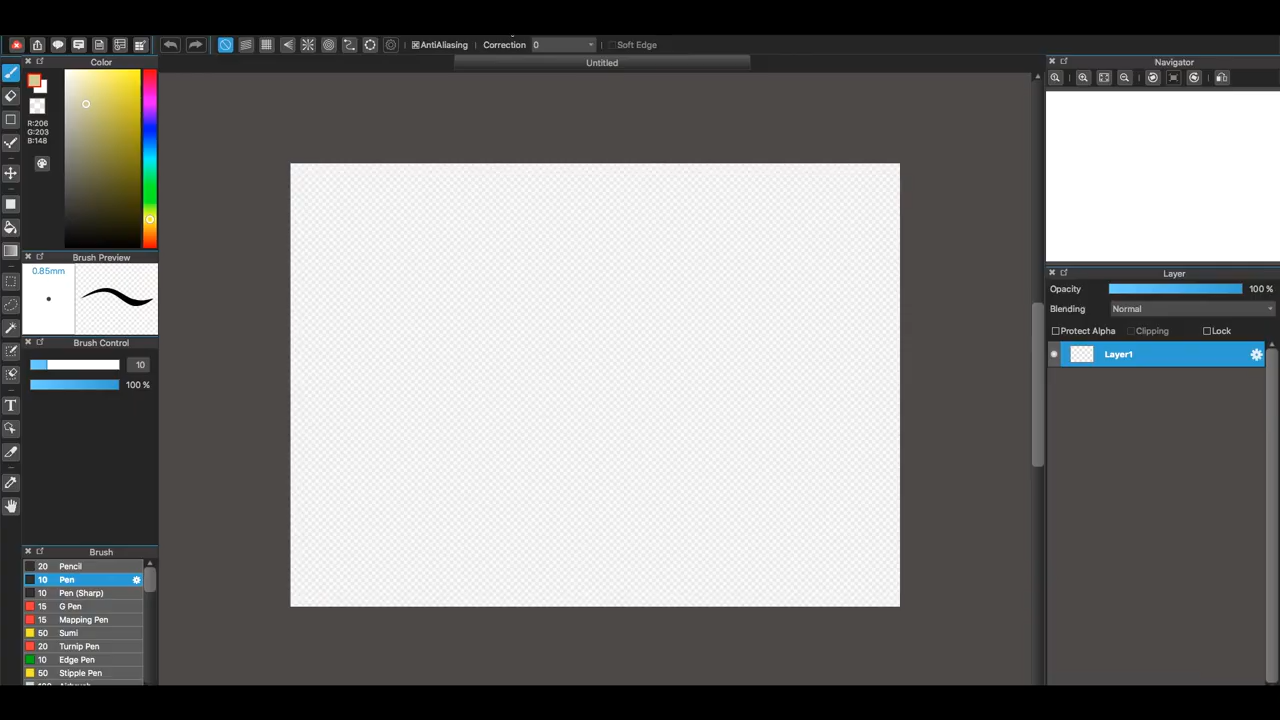 AntiAliasing Correction 0 Soft Edge
Color Untitled Navigator
R:206
G:203
B:148
Brush Preview
0.85mm
Layer
Opacity 100 %
Blending Normal
Protect Alpha Clipping Lock
Brush Control
Layer1
10
100 %
T
Brush
20 Pencil
10 Pen
10 Pen (Sharp)
15 G Pen
15 Mapping Pen
50 Sumi
20 Turnip Pen
10 Edge Pen
50 Stipple Pen